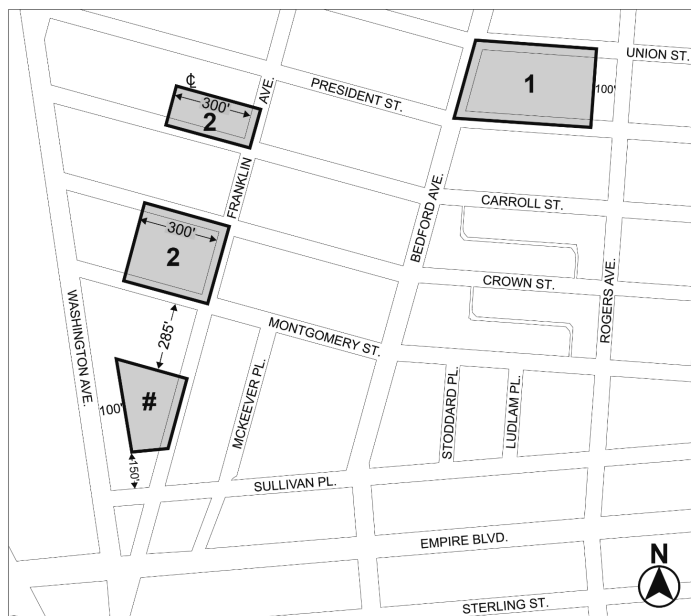 UNION ST.
1
100'
℄
300'
2
AVE.
PRESIDENT ST.
FRANKLIN
CARROLL ST.
BEDFORD AVE.
300'
2
CROWN ST.
ROGERS AVE.
WASHINGTON AVE.
285'
MONTGOMERY ST.
MCKEEVER PL.
STODDARD PL.
LUDLAM PL.
100'
#
150'
SULLIVAN PL.
EMPIRE BLVD.
N
STERLING ST.